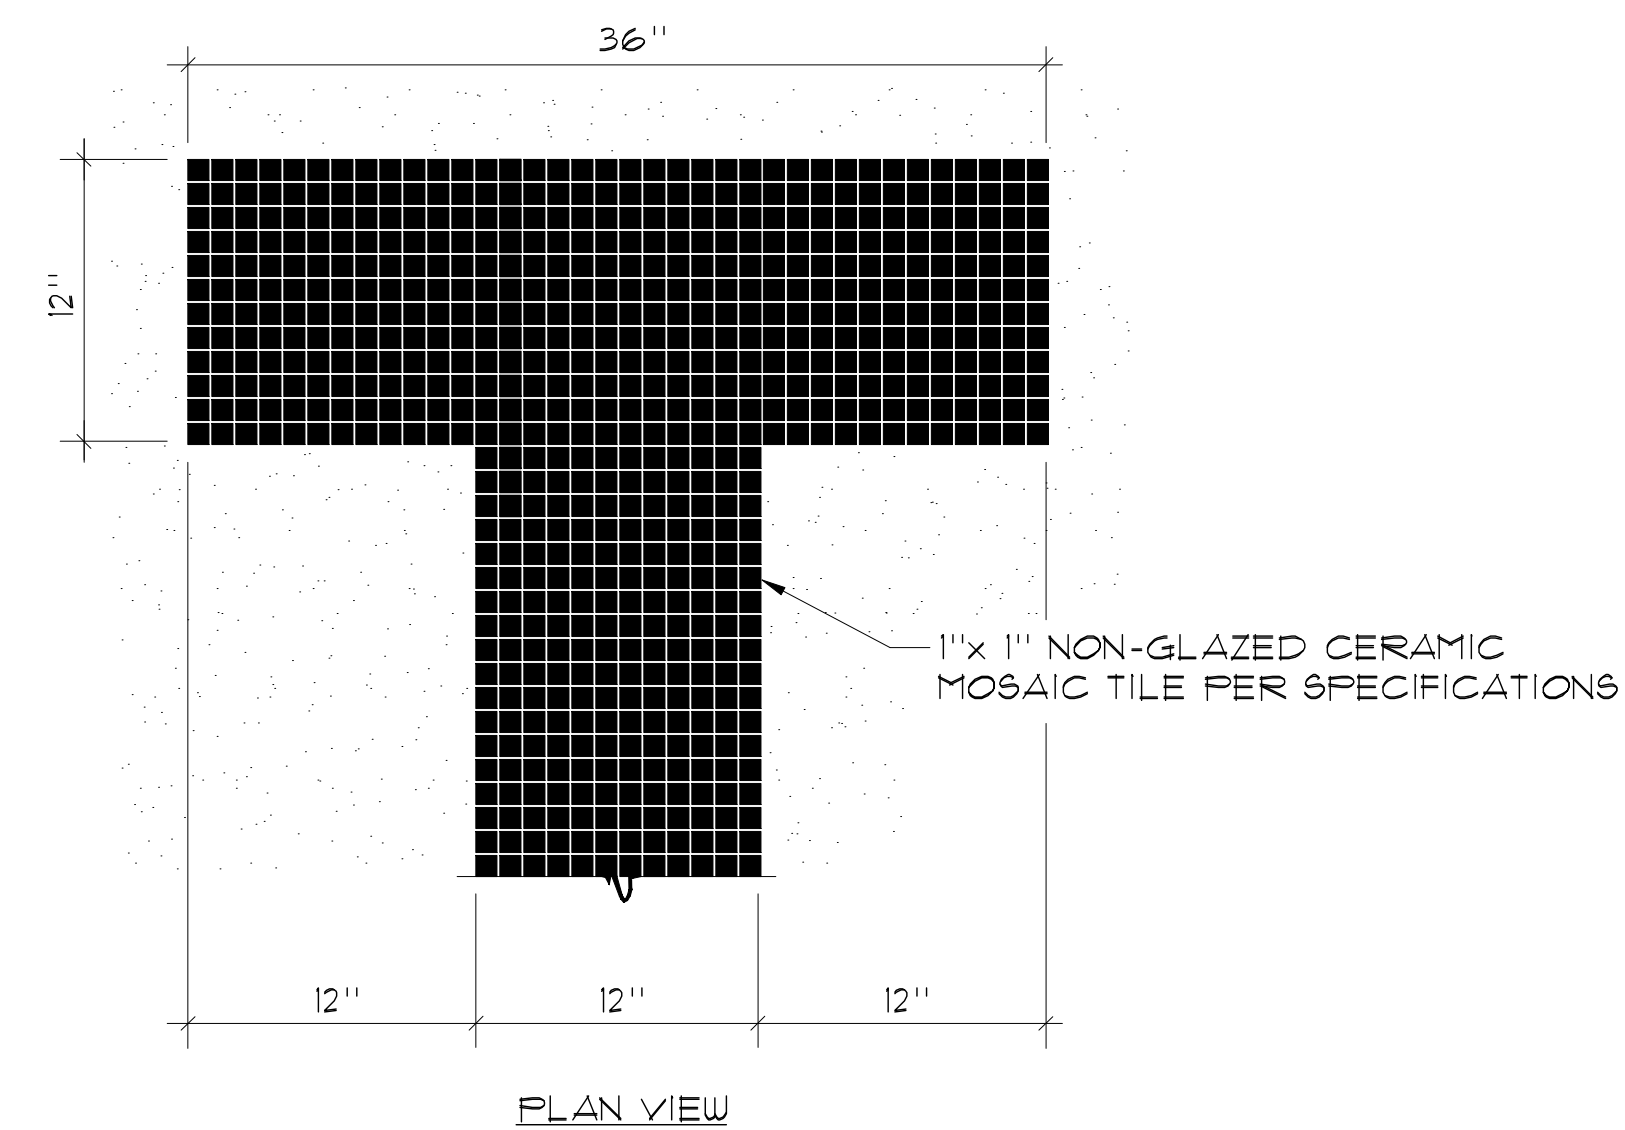 36"
12"
1"x 1" NON-GLAZED CERAMIC
MOSAIC TILE PER SPECIFICATIONS
12"
12"
12"
PLAN VIEW